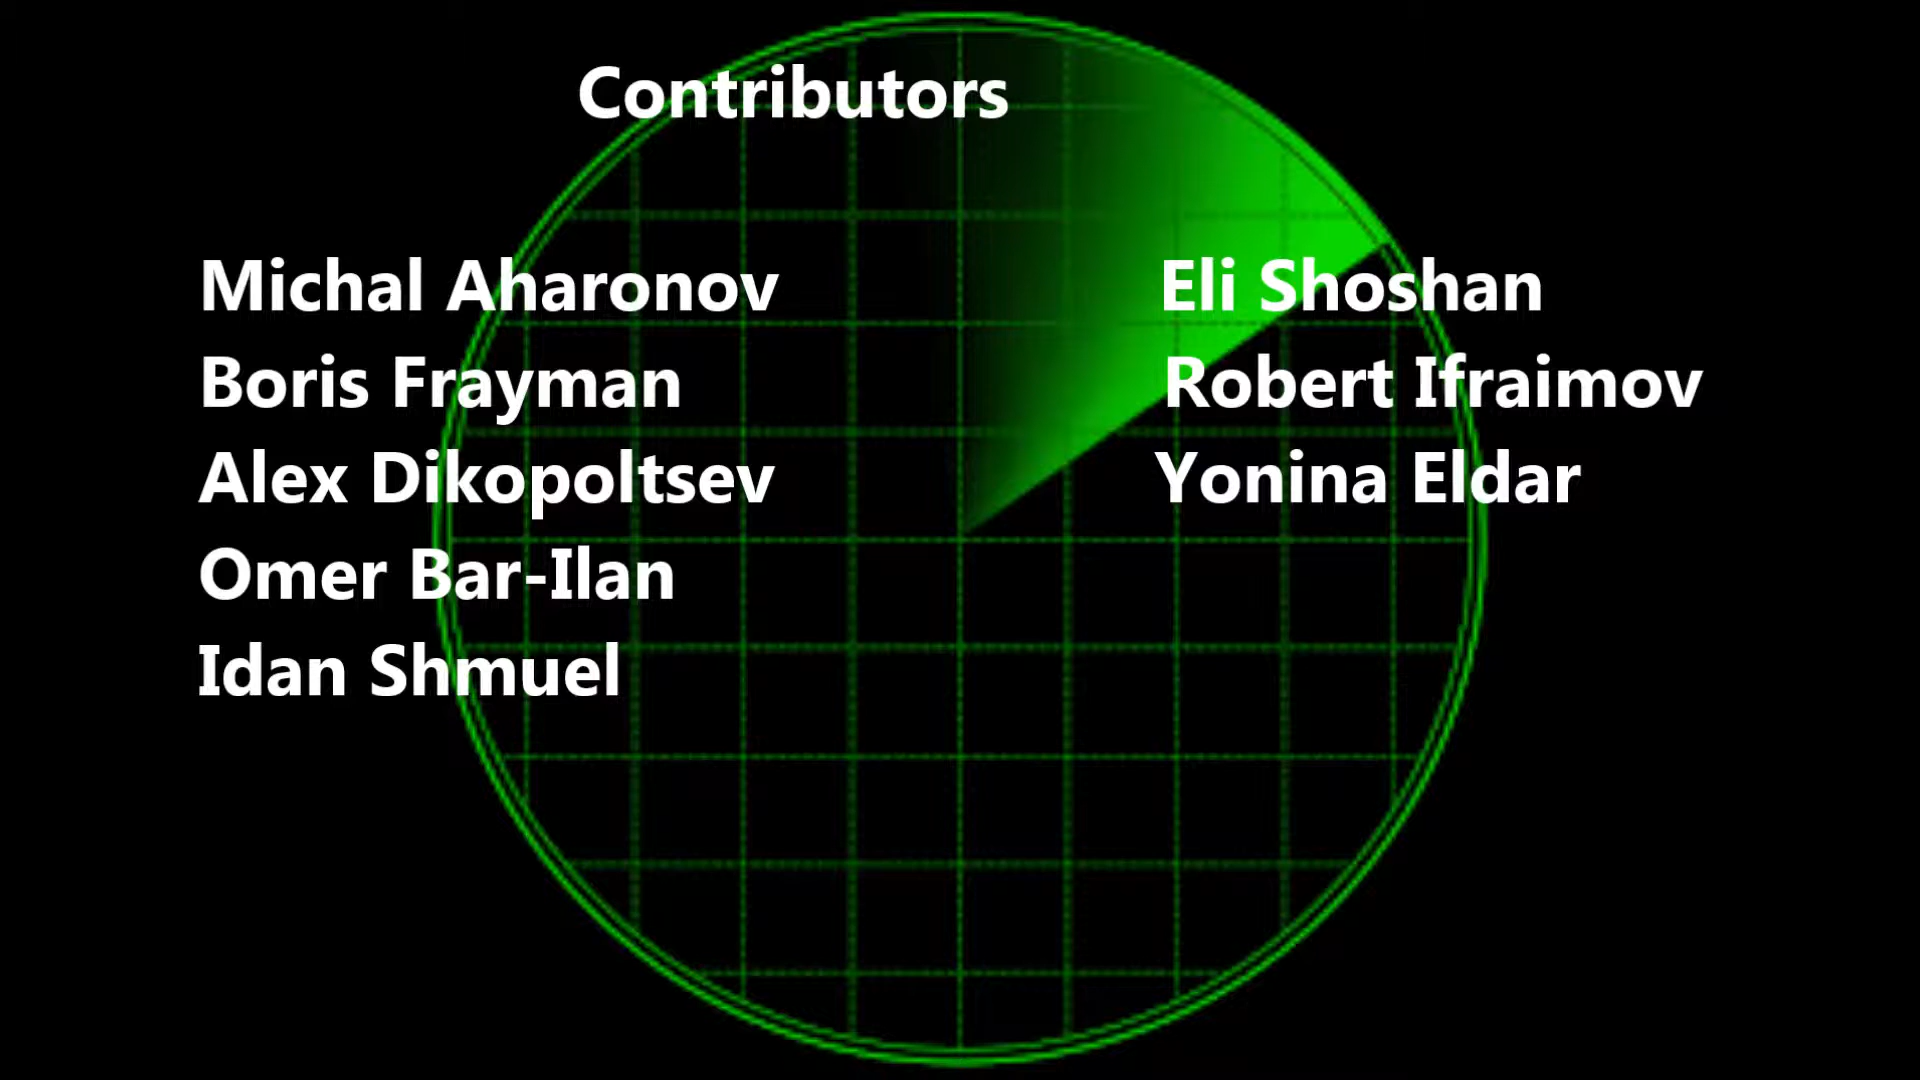 Contributors
Michal Aharonov
Boris Frayman
Alex Dikopoltsev
Omer Bar-Ilan
Idan Shmuel
Eli Shoshan
Robert Ifraimov
Yonina Eldar